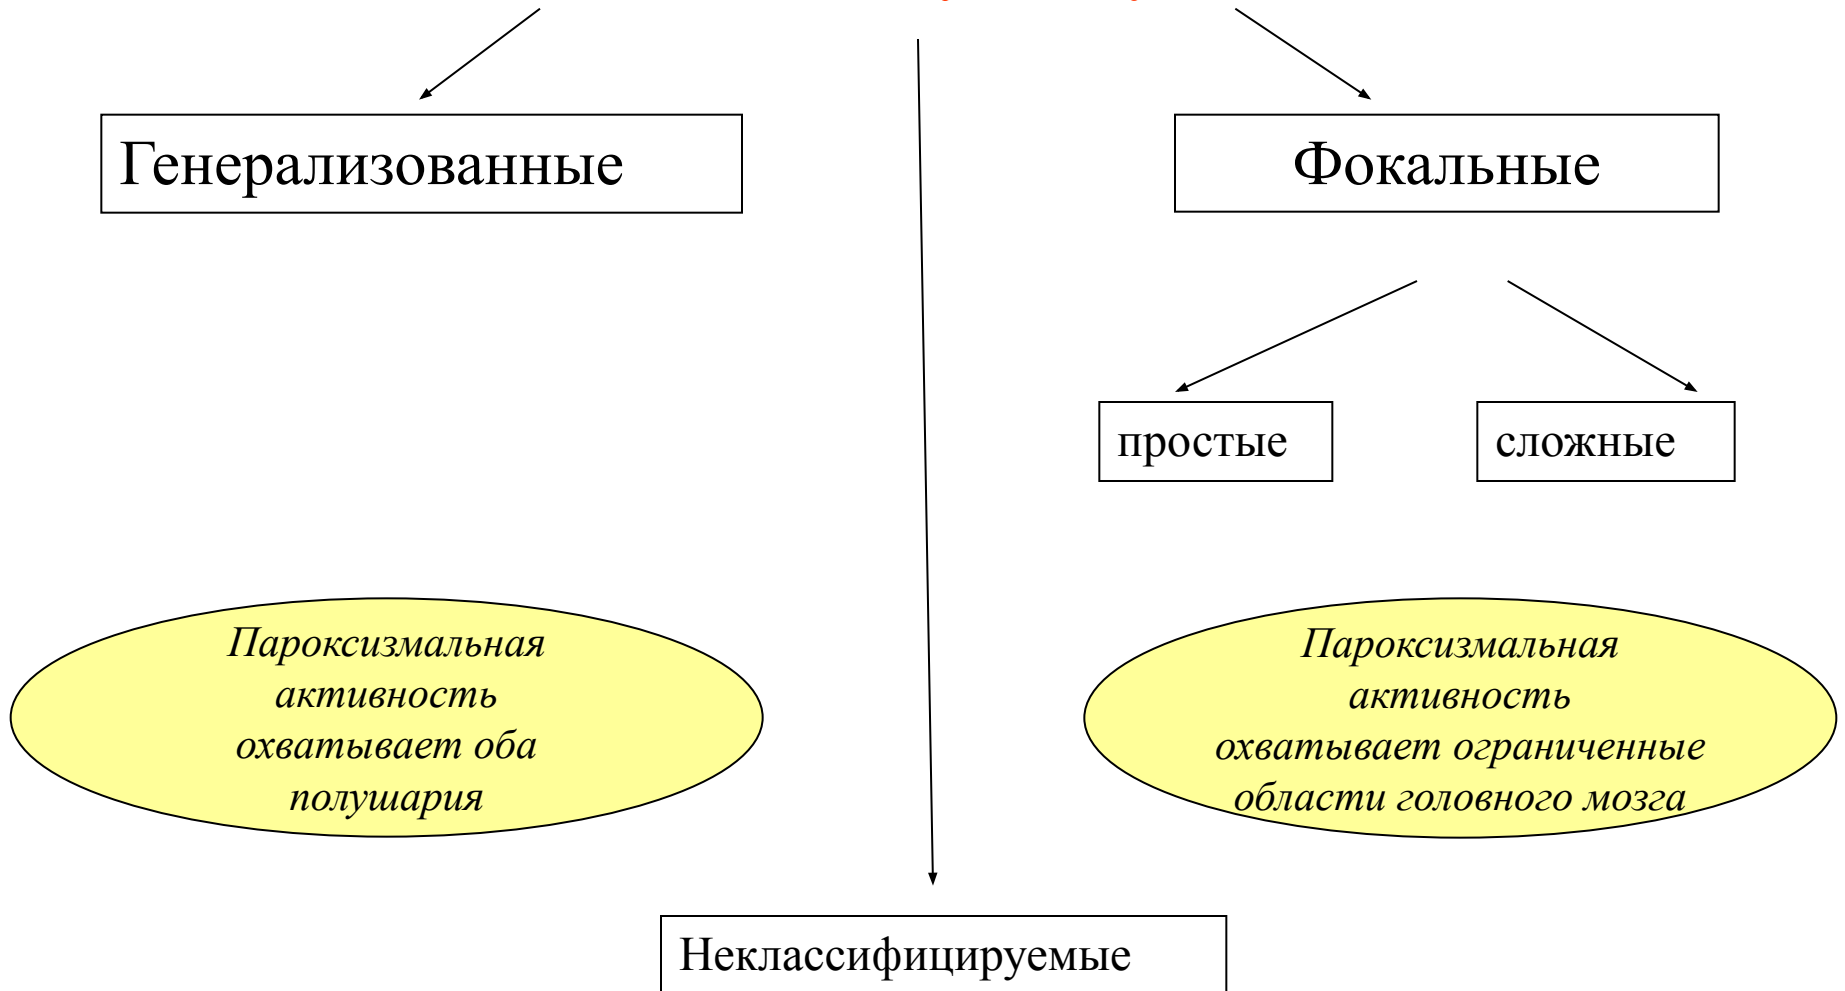 Генерализованные
Фокальные
простые
сложные
Пароксизмальная
активность
охватывает оба
полушария
Пароксизмальная
активность
охватывает ограниченные
области головного мозга
Неклассифицируемые